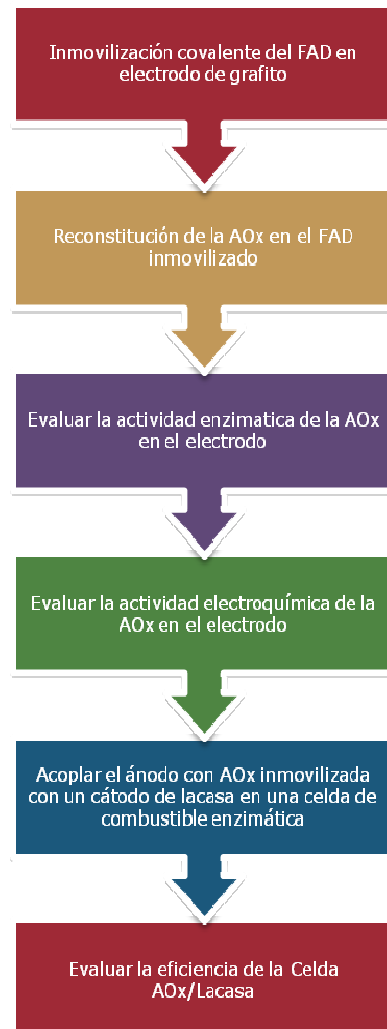 Inmovilización covalente del FAD en
electrodo de grafito
Reconstitución de la AOx en el FAD
inmovilizado
Evaluar la actividad enzimatica de la AOx
en el electrodo
Evaluar la actividad electroquímica de la
AOx en el electrodo
Acoplar el ánodo con AOx inmovilizada
con un cátodo de lacasa en una celda de
combustible enzimática
Evaluar la eficiencia de la Celda
AOx/Lacasa